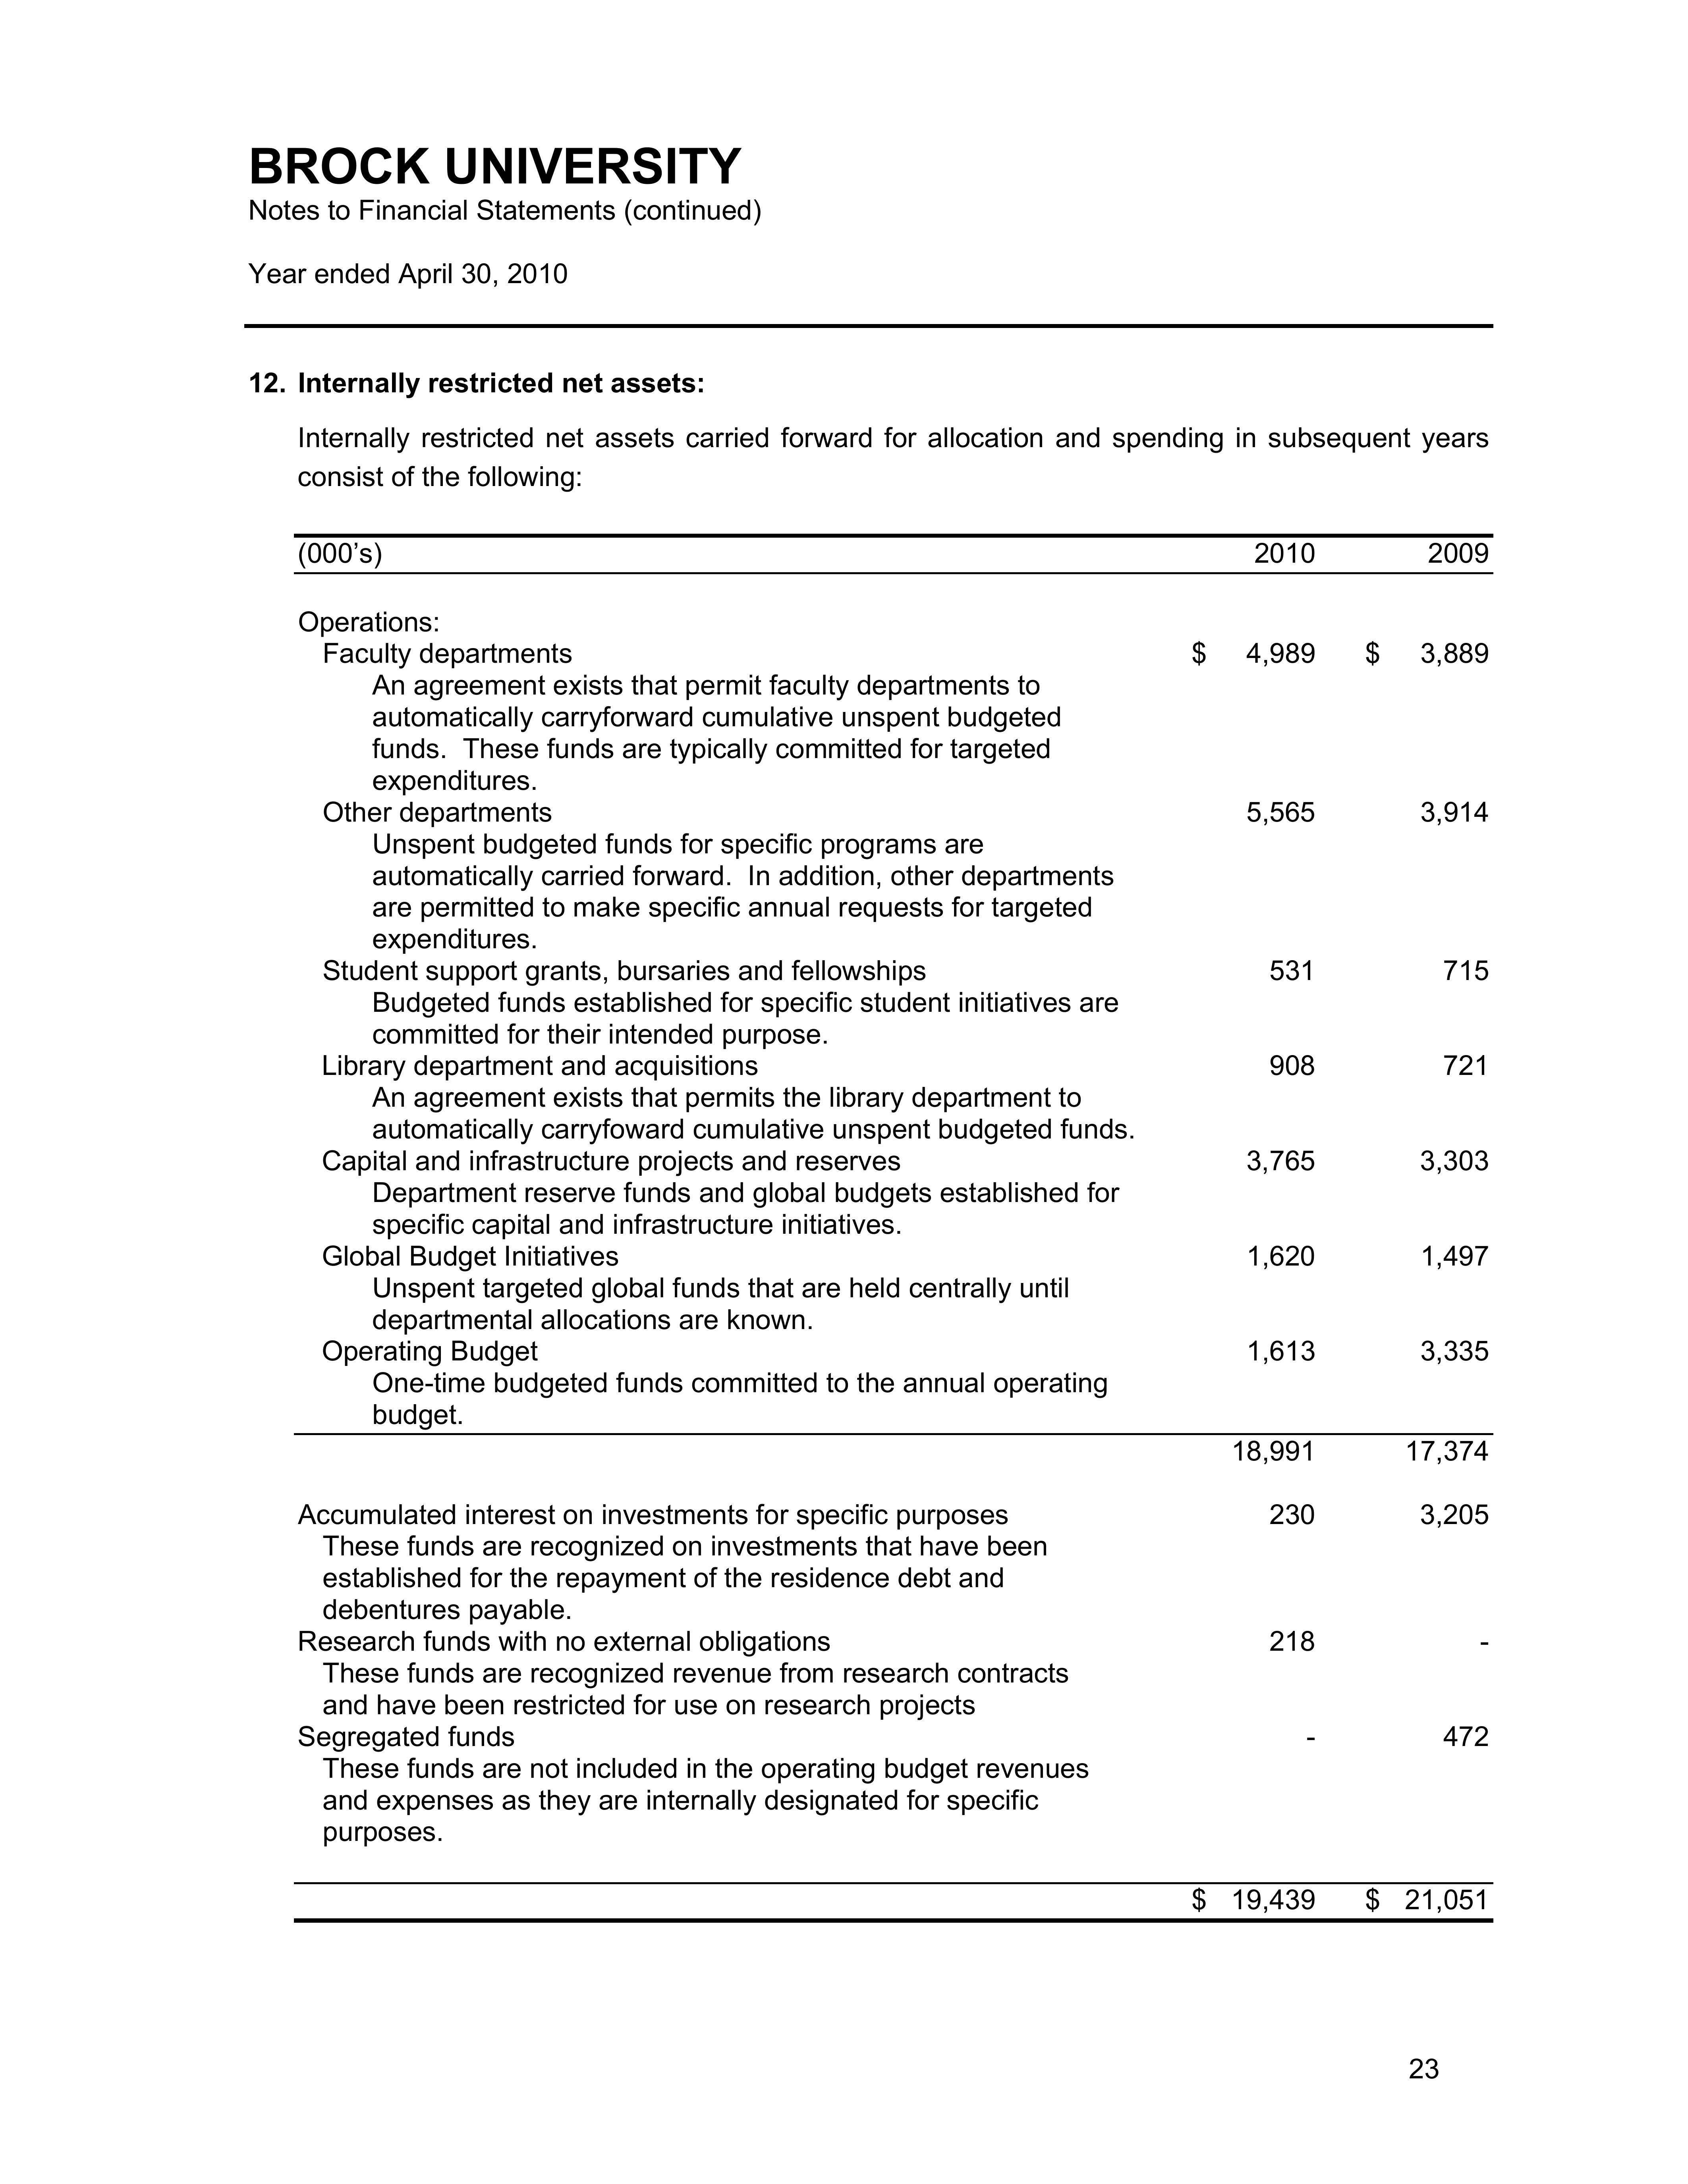 BROCK UNIVERSITY
Notes to Financial Statements (continued)
Year ended April 30, 2010
12. Internally restricted net assets:
Internally restricted net assets carried forward for allocation and spending in subsequent years
consist of the following:
(000’s) 2010 2009
Operations:
Faculty departments $ 4,989 $ 3,889
An agreement exists that permit faculty departments to
automatically carryforward cumulative unspent budgeted
funds. These funds are typically committed for targeted
expenditures.
Other departments 5,565 3,914
Unspent budgeted funds for specific programs are
automatically carried forward. In addition, other departments
are permitted to make specific annual requests for targeted
expenditures.
Student support grants, bursaries and fellowships 531 715
Budgeted funds established for specific student initiatives are
committed for their intended purpose.
Library department and acquisitions 908 721
An agreement exists that permits the library department to
automatically carryfoward cumulative unspent budgeted funds.
Capital and infrastructure projects and reserves 3,765 3,303
Department reserve funds and global budgets established for
specific capital and infrastructure initiatives.
Global Budget Initiatives 1,620 1,497
Unspent targeted global funds that are held centrally until
departmental allocations are known.
Operating Budget 1,613 3,335
One-time budgeted funds committed to the annual operating
budget.
18,991 17,374
Accumulated interest on investments for specific purposes 230 3,205
These funds are recognized on investments that have been
established for the repayment of the residence debt and
debentures payable.
Research funds with no external obligations 218 -
These funds are recognized revenue from research contracts
and have been restricted for use on research projects
Segregated funds - 472
These funds are not included in the operating budget revenues
and expenses as they are internally designated for specific
purposes.
$ 19,439 $ 21,051
23